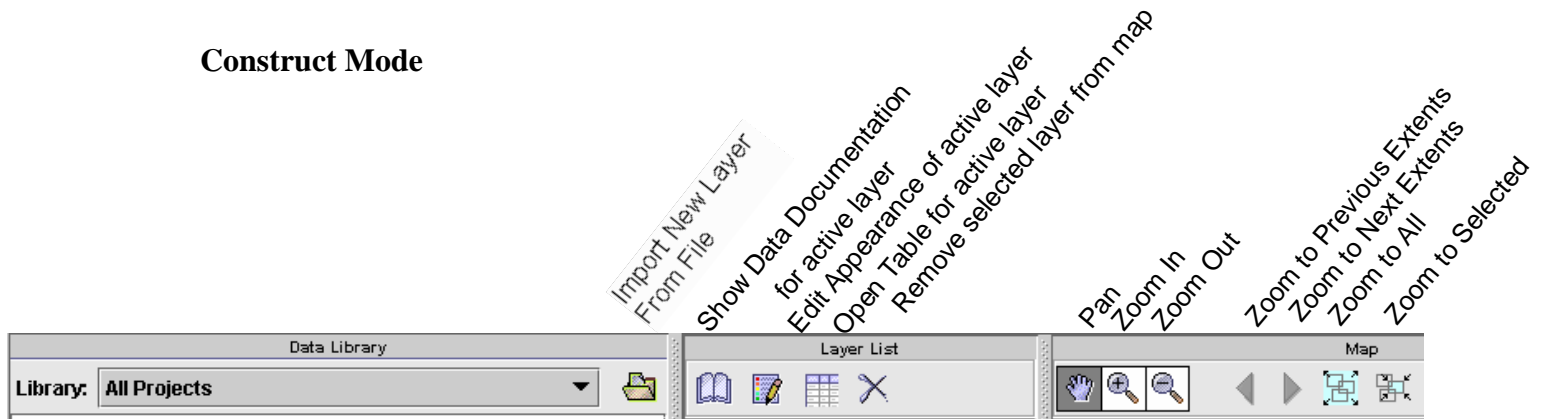 Construct Mode
Import New Layer
From File
Show Data Documentation
for active layer
Edit Appearance of active layer
Open Table for active layer
Remove selected layer from map
Pan
Zoom In
Zoom Out
Zoom to Previous Extents
Zoom to Next Extents
Zoom to All
Zoom to Selected
Data Library
Layer List
Map
Library: All Projects